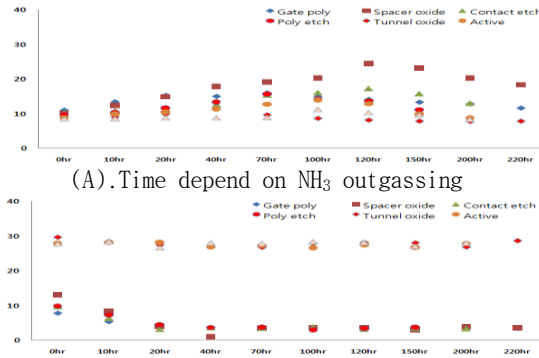 40
Gate poly Spacer oxide Contact etch
Poly etch Tunnel oxide Active
30
20
10
0
0hr 10hr 20hr 40hr 70hr 100hr 120hr 150hr 200hr 220hr
(A).Time depend on NH₃ outgassing
40
Gate poly Spacer oxide Contact etch
Poly etch Tunnel oxide Active
30
20
10
0
0hr 10hr 20hr 40hr 70hr 100hr 120hr 150hr 200hr 220hr